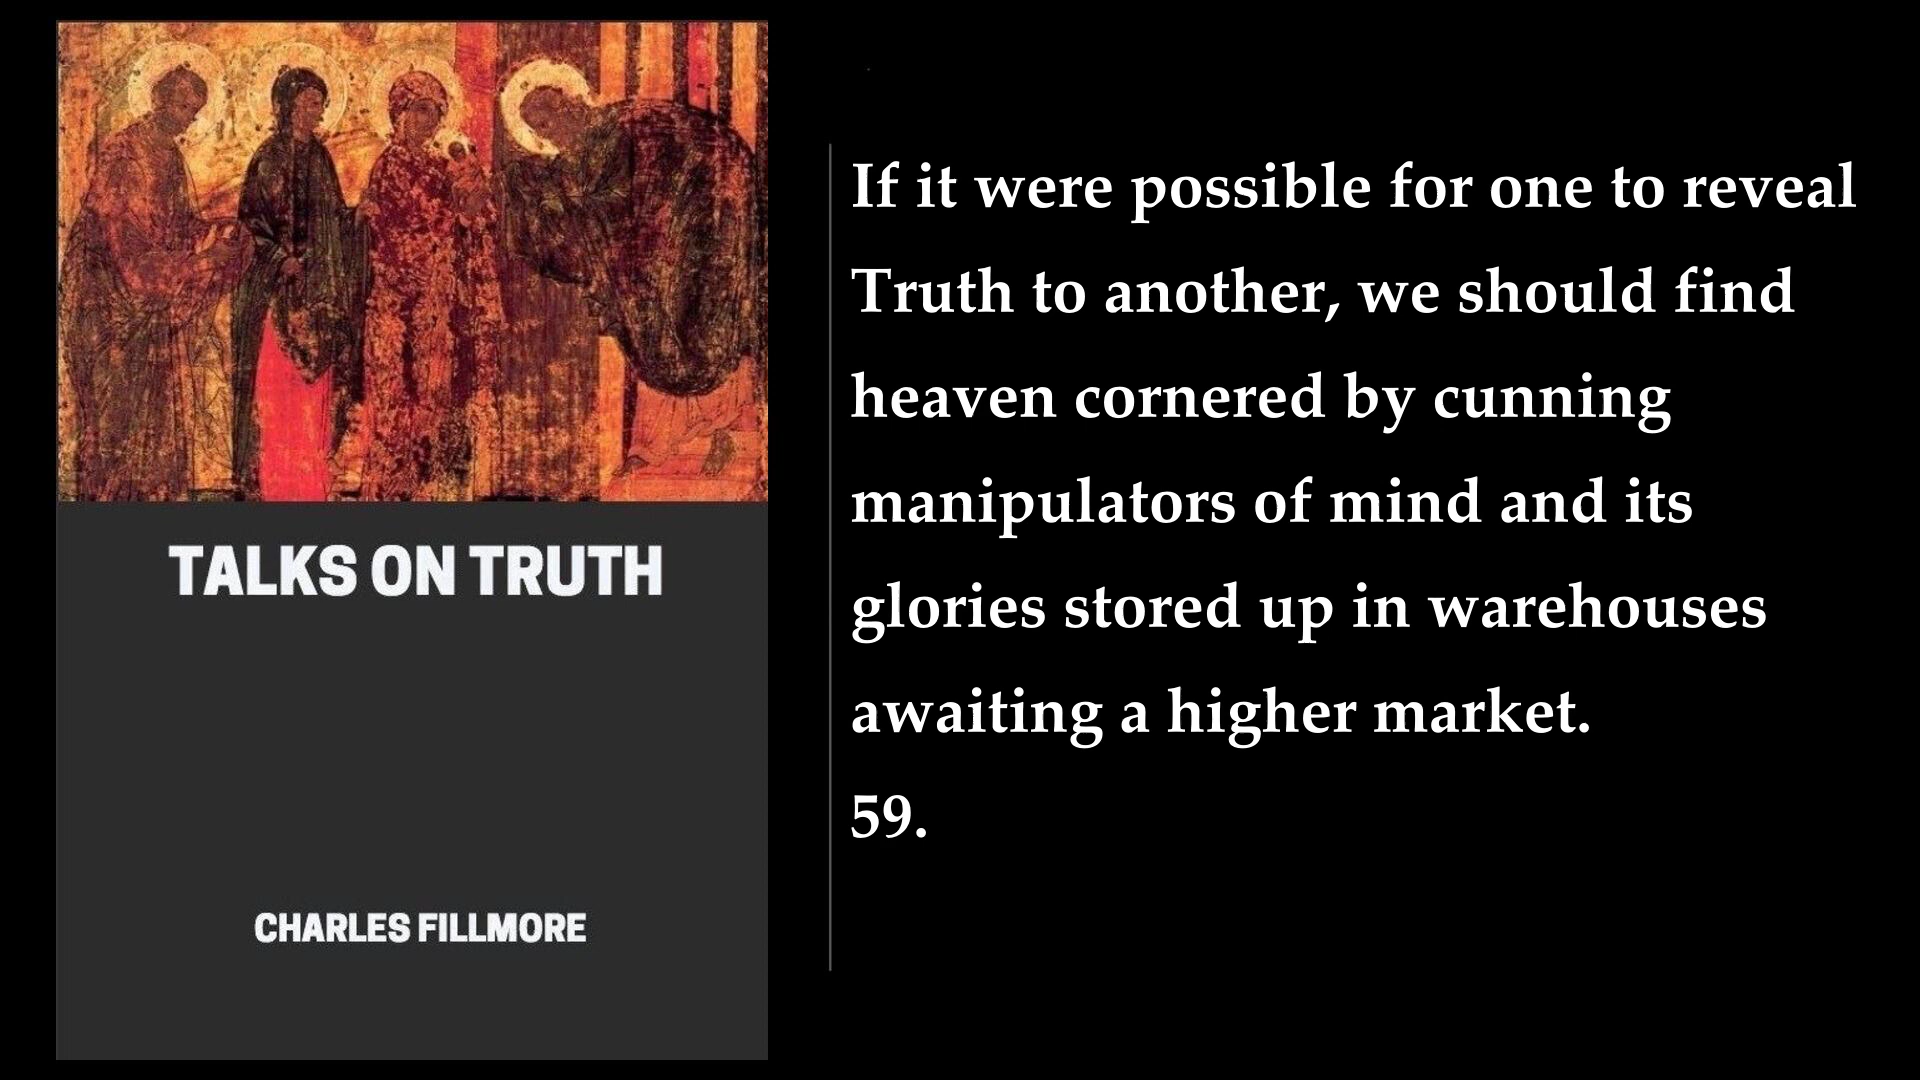 TALKS ON TRUTH
CHARLES FILLMORE
If it were possible for one to reveal
Truth to another, we should find
heaven cornered by cunning
manipulators of mind and its
glories stored up in warehouses
awaiting a higher market.
59.